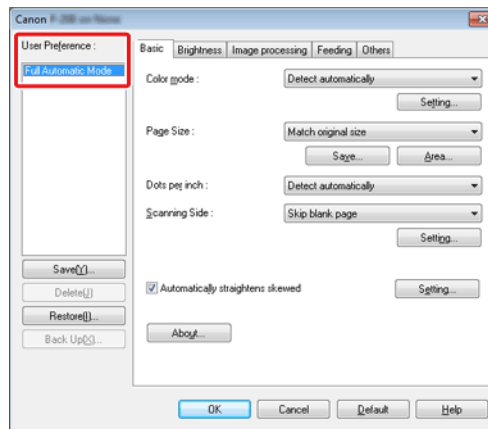 Canon
User Preference :
Full Automatic Mode
Save(Y)...
Delete(J)
Restore(I)...
Back Up(X)...
Basic
Brightness
Image processing
Feeding
Others
Color mode :
Detect automatically
Setting...
Page Size :
Match original size
Save...
Area...
Dots per inch :
Detect automatically
Scanning Side :
Skip blank page
Setting...
Automatically straightens skewed
Setting...
About...
OK
Cancel
Default
Help